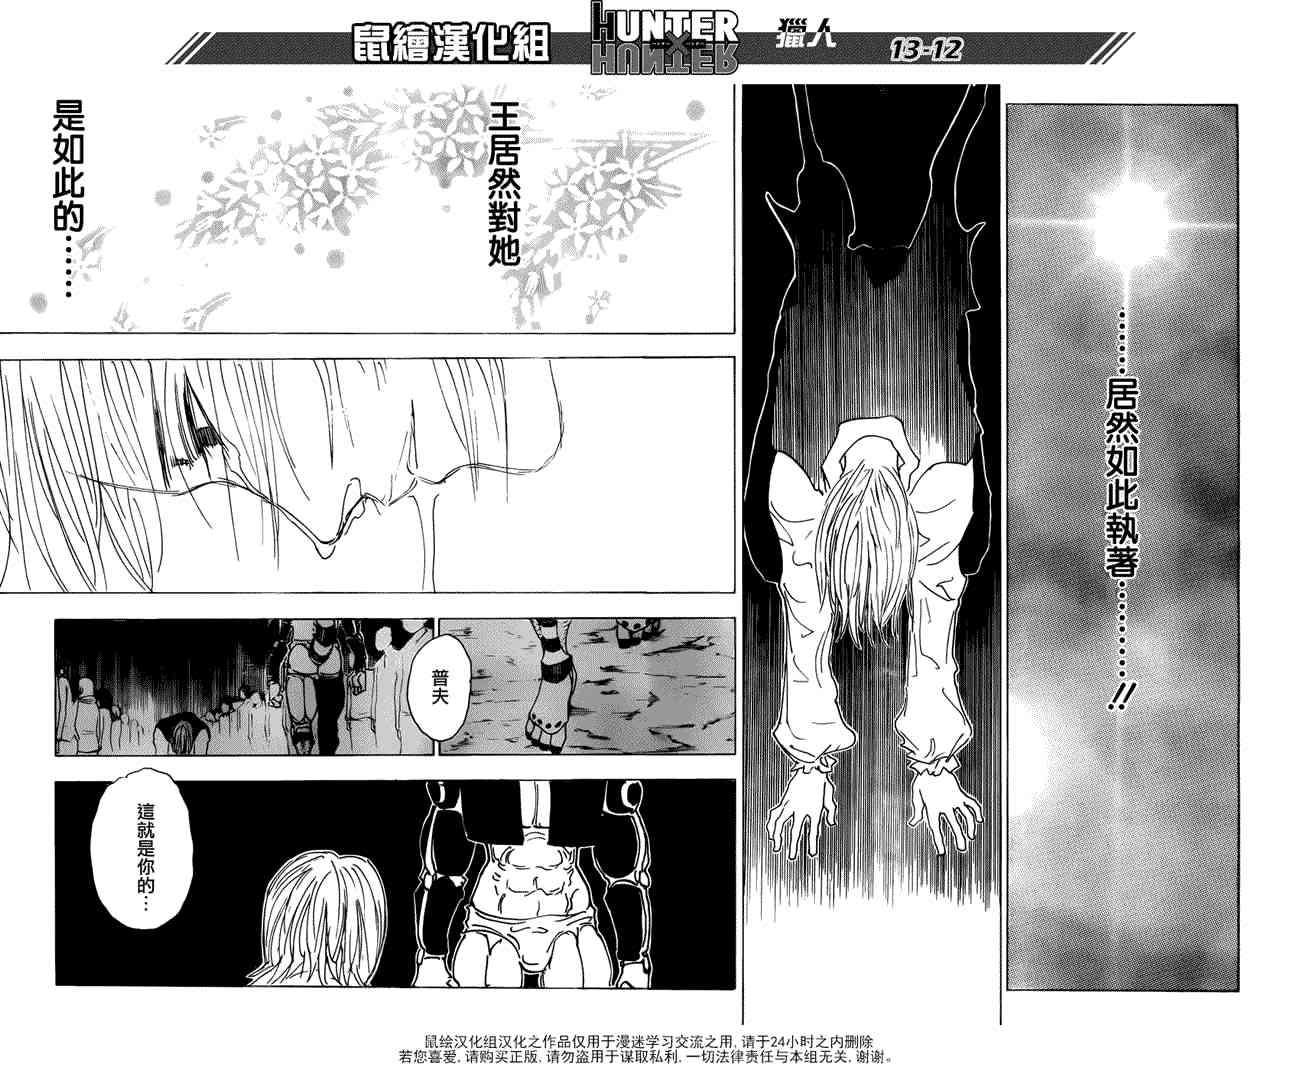 鼠繪漢化組
HUNTER
×
HUNTER
獵人
13-12
……居然如此執著………!!
王居然對她
是如此的……
普夫
這就是你的…
鼠绘汉化组汉化之作品仅用于漫迷学习交流之用,请于24小时之内删除
若您喜爱,请购买正版,请勿盗用于谋取私利,一切法律责任与本组无关,谢谢。